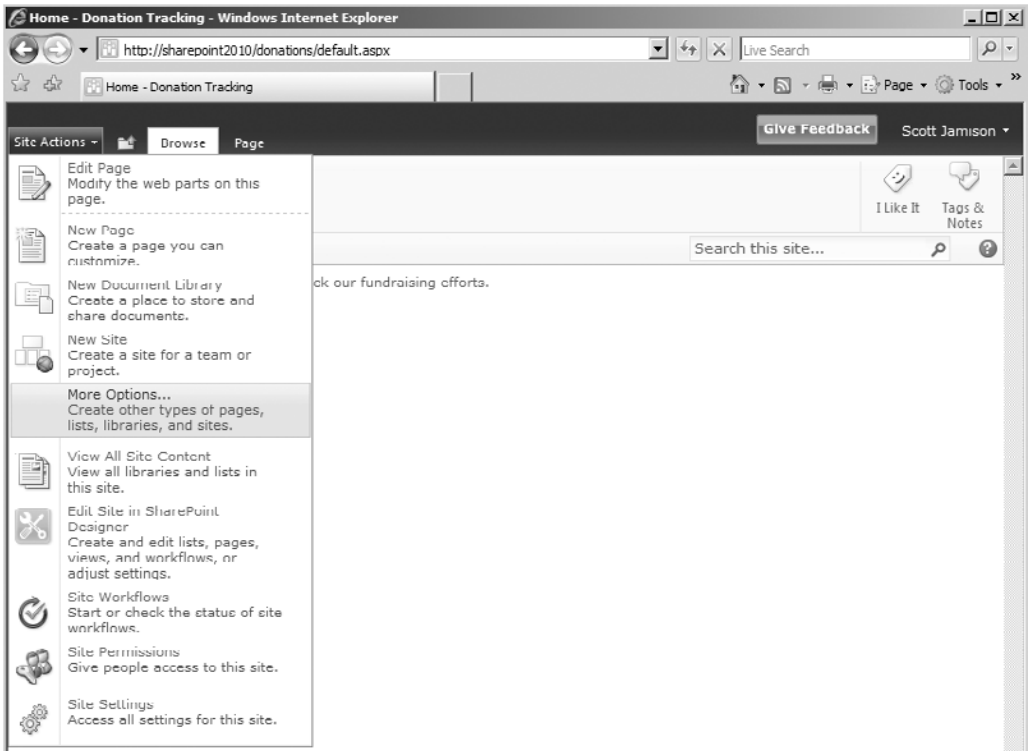 Home - Donation Tracking - Windows Internet Explorer
http://sharepoint2010/donations/default.aspx
Live Search
Home - Donation Tracking
Page
Tools
»
Site Actions
Browse
Page
Give Feedback
Scott Jamison
Edit Page
Modify the web parts on this
page.
I Like It
Tags &
Notes
New Page
Create a page you can
customize.
Search this site...
New Document Library
Create a place to store and
share documents.
ck our fundraising efforts.
New Site
Create a site for a team or
project.
More Options...
Create other types of pages,
lists, libraries, and sites.
View All Site Content
View all libraries and lists in
this site.
Edit Site in SharePoint
Designer
Create and edit lists, pages,
views, and workflows, or
adjust settings.
Site Workflows
Start or check the status of site
workflows.
Site Permissions
Give people access to this site.
Site Settings
Access all settings for this site.